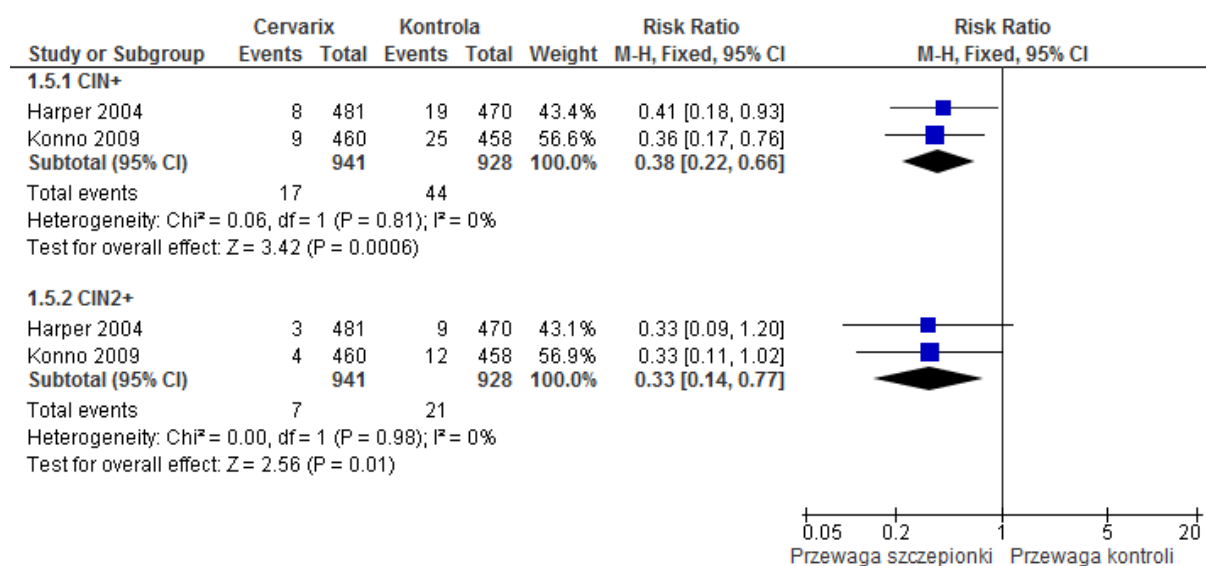 Cervarix Kontrola Risk Ratio Risk Ratio
Study or Subgroup Events Total Events Total Weight M-H, Fixed, 95% CI M-H, Fixed, 95% CI
1.5.1 CIN+
Harper 2004 8 481 19 470 43.4% 0.41 [0.18, 0.93]
Konno 2009 9 460 25 458 56.6% 0.36 [0.17, 0.76]
Subtotal (95% CI) 941 928 100.0% 0.38 [0.22, 0.66]
Total events 17 44
Heterogeneity: Chi² = 0.06, df = 1 (P = 0.81); I² = 0%
Test for overall effect: Z = 3.42 (P = 0.0006)
1.5.2 CIN2+
Harper 2004 3 481 9 470 43.1% 0.33 [0.09, 1.20]
Konno 2009 4 460 12 458 56.9% 0.33 [0.11, 1.02]
Subtotal (95% CI) 941 928 100.0% 0.33 [0.14, 0.77]
Total events 7 21
Heterogeneity: Chi² = 0.00, df = 1 (P = 0.98); I² = 0%
Test for overall effect: Z = 2.56 (P = 0.01)
0.05 0.2 1 5 20
Przewaga szczepionki Przewaga kontroli